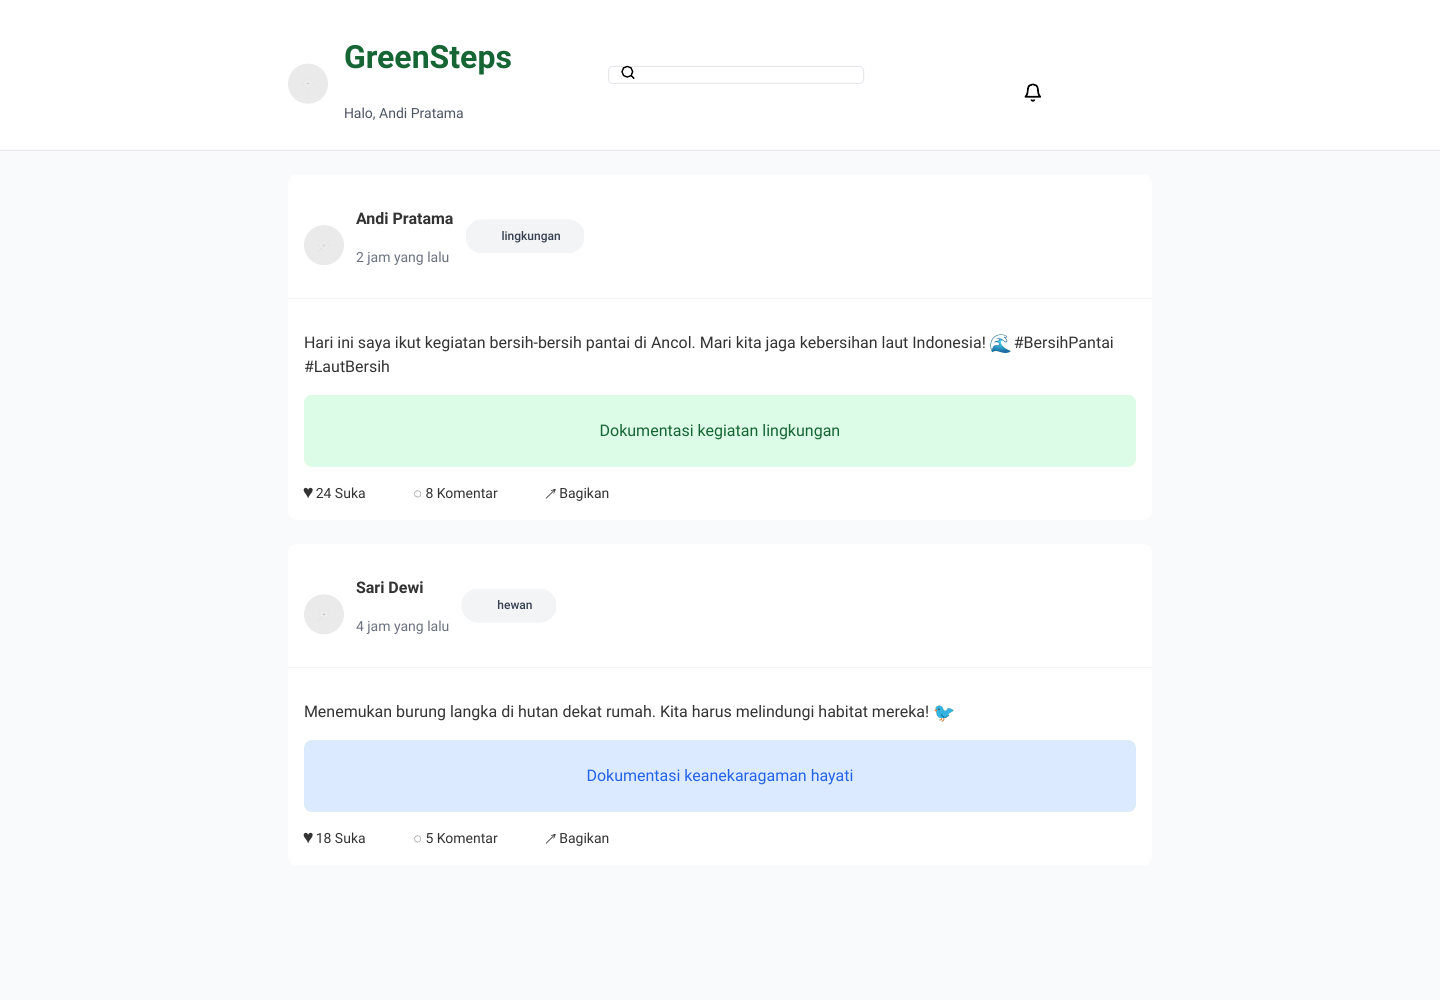 GreenSteps
Halo, Andi Pratama
Andi Pratama
2 jam yang lalu
lingkungan
Hari ini saya ikut kegiatan bersih-bersih pantai di Ancol. Mari kita jaga kebersihan laut Indonesia! 🌊 #BersihPantai
#LautBersih
Dokumentasi kegiatan lingkungan
♥ 24 Suka ○ 8 Komentar ↗ Bagikan
Sari Dewi
4 jam yang lalu
hewan
Menemukan burung langka di hutan dekat rumah. Kita harus melindungi habitat mereka! 🐦
Dokumentasi keanekaragaman hayati
♥ 18 Suka ○ 5 Komentar ↗ Bagikan